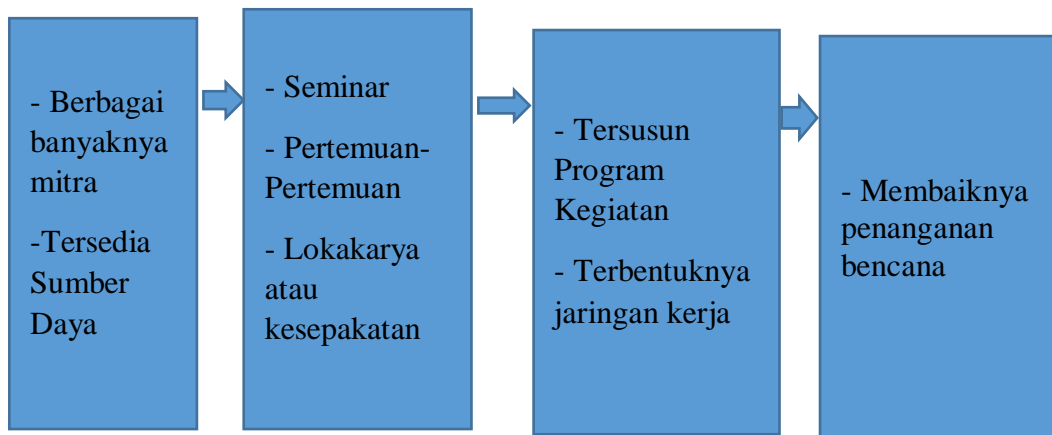 - Berbagai
banyaknya
mitra
-Tersedia
Sumber
Daya
- Seminar
- Pertemuan-
Pertemuan
- Lokakarya
atau
kesepakatan
- Tersusun
Program
Kegiatan
- Terbentuknya
jaringan kerja
- Membaiknya
penanganan
bencana